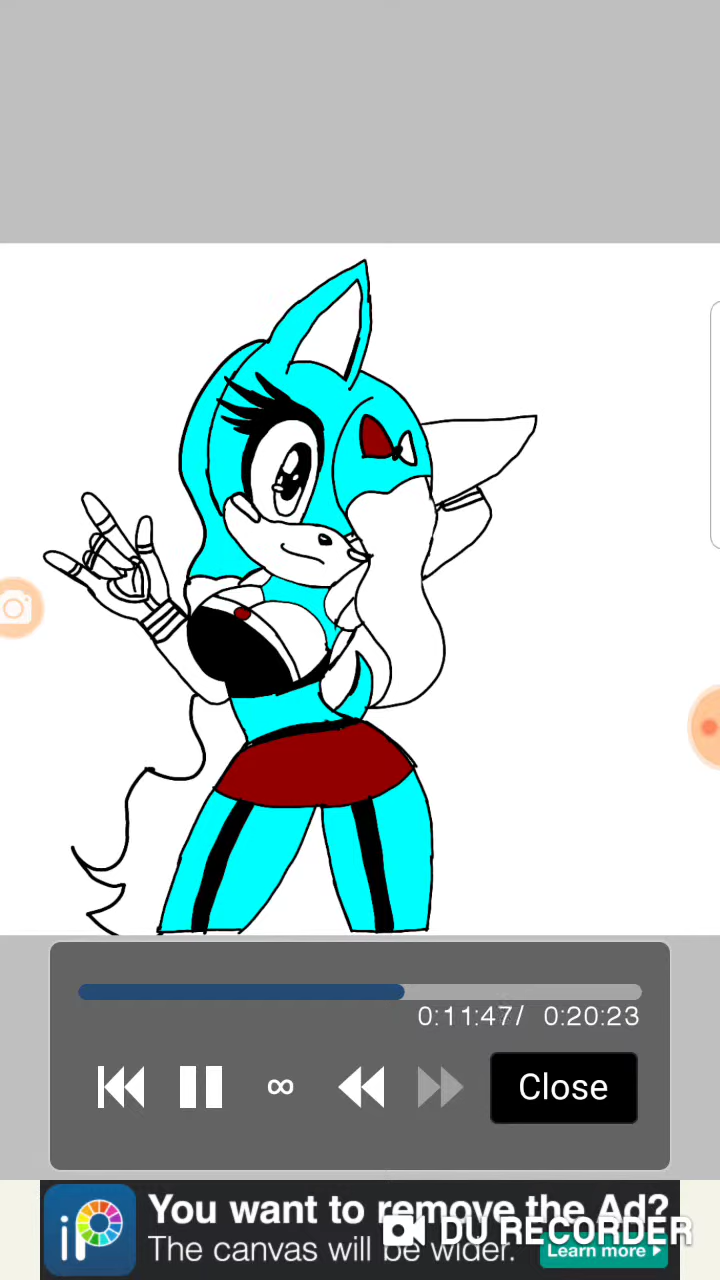 0:11:47/ 0:20:23
∞
Close
iP
You want to remove the Ad?
The canvas will be wider.
DU RECORDER
Learn more